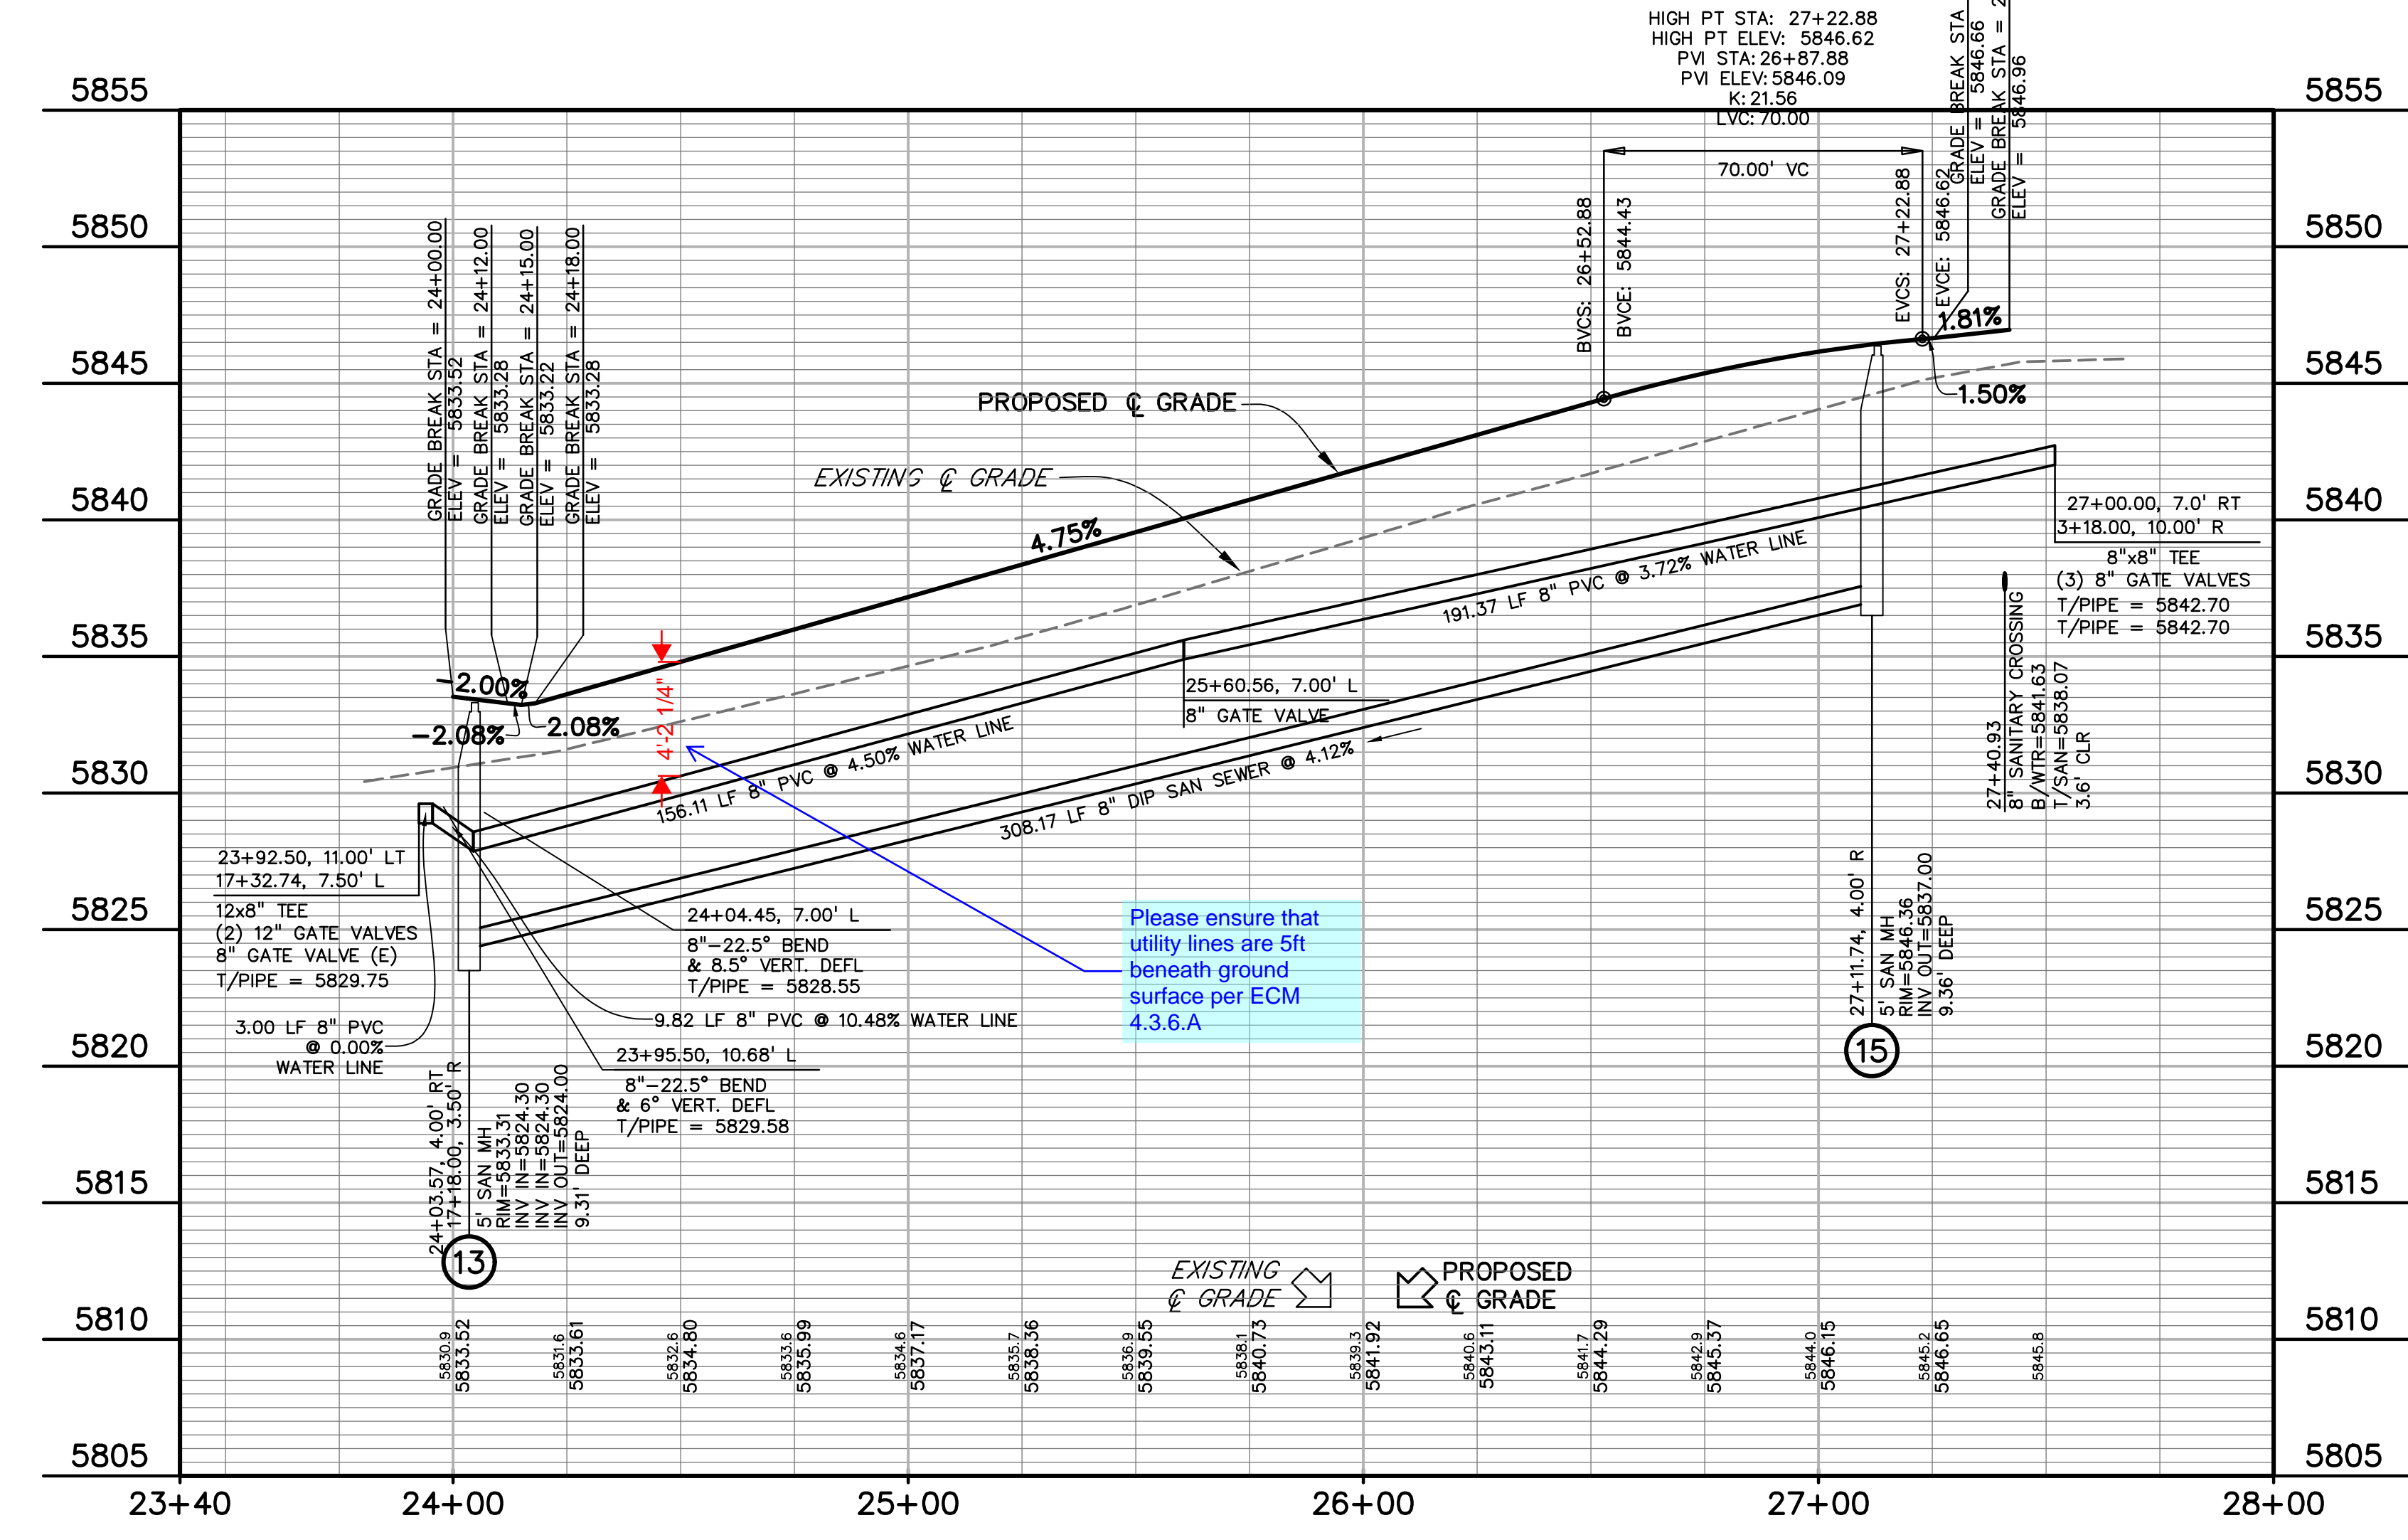 HIGH PT STA: 27+22.88
HIGH PT ELEV: 5846.62
PVI STA: 26+87.88
PVI ELEV: 5846.09
K: 21.56
LVC: 70.00
70.00' VC
BVCS: 26+52.88
BVCE: 5844.43
EVCS: 27+22.88
EVCE: 5846.62
GRADE BREAK STA
ELEV = 5846.66
GRADE BREAK STA = 2
ELEV = 5846.96
5855
5850
5845
5840
5835
5830
5825
5820
5815
5810
5805
5855
5850
5845
5840
5835
5830
5825
5820
5815
5810
5805
GRADE BREAK STA = 24+00.00
ELEV = 5833.52
GRADE BREAK STA = 24+12.00
ELEV = 5833.28
GRADE BREAK STA = 24+15.00
ELEV = 5833.22
GRADE BREAK STA = 24+18.00
ELEV = 5833.28
PROPOSED ℄ GRADE
EXISTING ℄ GRADE
4.75%
1.81%
1.50%
-2.00%
-2.08%
2.08%
4'-2 1/4"
156.11 LF 8" PVC @ 4.50% WATER LINE
191.37 LF 8" PVC @ 3.72% WATER LINE
308.17 LF 8" DIP SAN SEWER @ 4.12%
25+60.56, 7.00' L
8" GATE VALVE
27+00.00, 7.0' RT
3+18.00, 10.00' R
8"x8" TEE
(3) 8" GATE VALVES
T/PIPE = 5842.70
T/PIPE = 5842.70
27+40.93
8" SANITARY CROSSING
B/WTR=5841.63
T/SAN=5838.07
3.6' CLR
23+92.50, 11.00' LT
17+32.74, 7.50' L
12x8" TEE
(2) 12" GATE VALVES
8" GATE VALVE (E)
T/PIPE = 5829.75
3.00 LF 8" PVC
@ 0.00%
WATER LINE
24+04.45, 7.00' L
8"-22.5° BEND
& 8.5° VERT. DEFL
T/PIPE = 5828.55
9.82 LF 8" PVC @ 10.48% WATER LINE
23+95.50, 10.68' L
8"-22.5° BEND
& 6° VERT. DEFL
T/PIPE = 5829.58
Please ensure that
utility lines are 5ft
beneath ground
surface per ECM
4.3.6.A
24+03.57, 4.00' RT
17+18.00, 3.50' R
5' SAN MH
RIM=5833.31
INV IN=5824.30
INV IN=5824.30
INV OUT=5824.00
9.31' DEEP
13
27+11.74, 4.00' R
5' SAN MH
RIM=5846.36
INV OUT=5837.00
9.36' DEEP
15
EXISTING
℄ GRADE
PROPOSED
℄ GRADE
5830.9
5833.52
5831.6
5833.61
5832.6
5834.80
5833.6
5835.99
5834.6
5837.17
5835.7
5838.36
5836.9
5839.55
5838.1
5840.73
5839.3
5841.92
5840.6
5843.11
5841.7
5844.29
5842.9
5845.37
5844.0
5846.15
5845.2
5846.65
5845.8
23+40
24+00
25+00
26+00
27+00
28+00